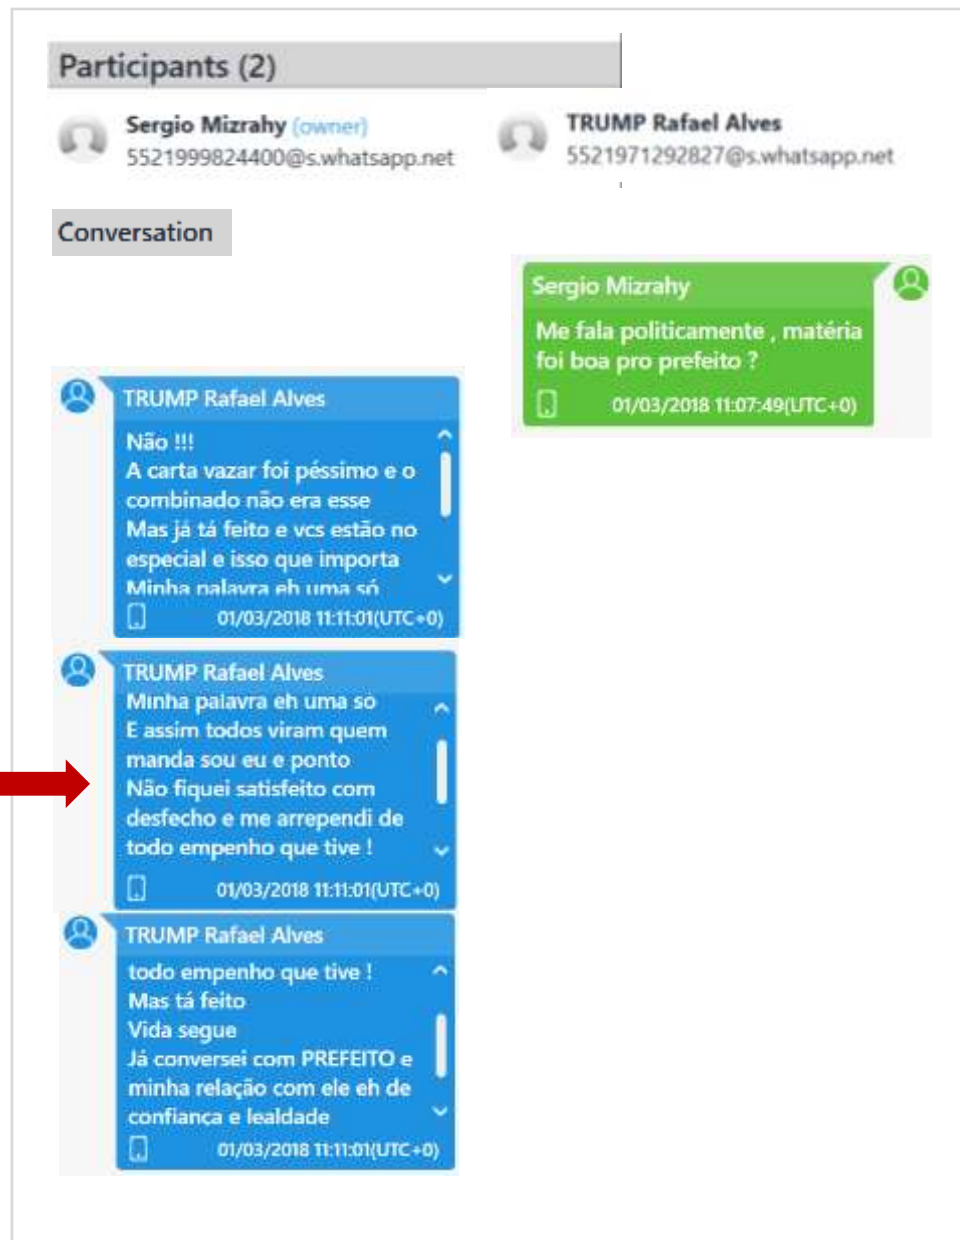 Participants (2)
Sergio Mizrahy (owner)
5521999824400@s.whatsapp.net
TRUMP Rafael Alves
5521971292827@s.whatsapp.net
Conversation
Sergio Mizrahy
Me fala politicamente , matéria
foi boa pro prefeito ?
01/03/2018 11:07:49(UTC+0)
TRUMP Rafael Alves
Não !!!
A carta vazar foi péssimo e o
combinado não era esse
Mas já tá feito e vcs estão no
especial e isso que importa
Minha palavra eh uma só
01/03/2018 11:11:01(UTC+0)
TRUMP Rafael Alves
Minha palavra eh uma só
E assim todos viram quem
manda sou eu e ponto
Não fiquei satisfeito com
desfecho e me arrependi de
todo empenho que tive !
01/03/2018 11:11:01(UTC+0)
TRUMP Rafael Alves
todo empenho que tive !
Mas tá feito
Vida segue
Já conversei com PREFEITO e
minha relação com ele eh de
confiança e lealdade
01/03/2018 11:11:01(UTC+0)